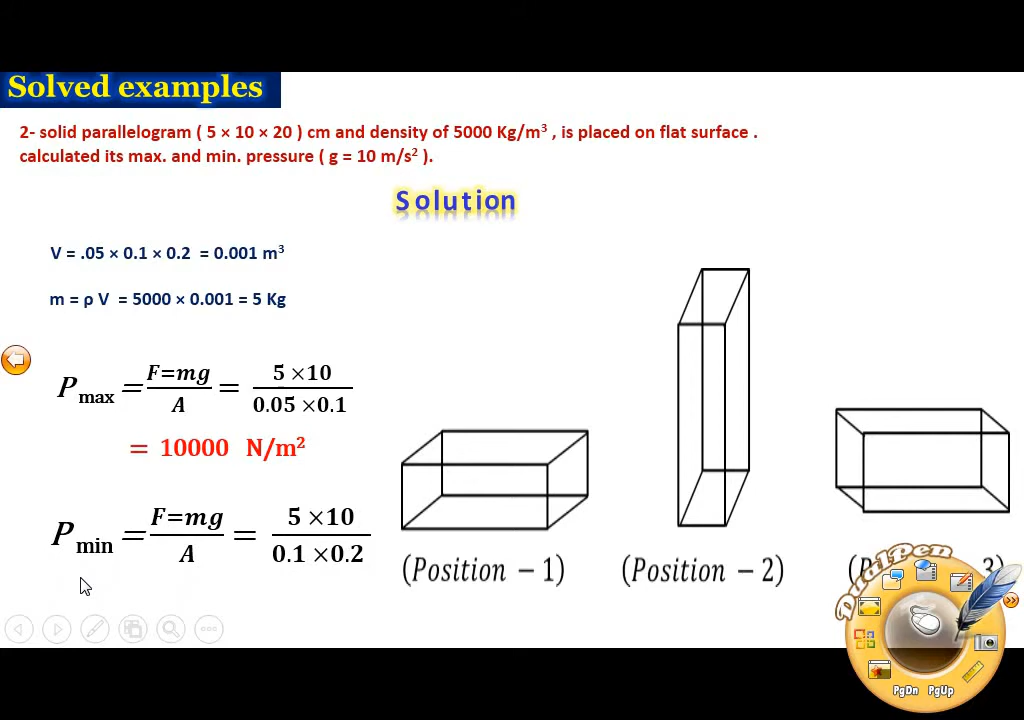 Solved examples
2- solid parallelogram ( 5 × 10 × 20 ) cm and density of 5000 Kg/m³ , is placed on flat surface .
calculated its max. and min. pressure ( g = 10 m/s² ).
Solution
V = .05 × 0.1 × 0.2 = 0.001 m³
m = ρ V = 5000 × 0.001 = 5 Kg
P max = F=mg / A = 5 ×10 / 0.05 ×0.1
= 10000 N/m²
P min = F=mg / A = 5 ×10 / 0.1 ×0.2
(Position − 1)
(Position − 2)
3)
DualPen
PgDn PgUp